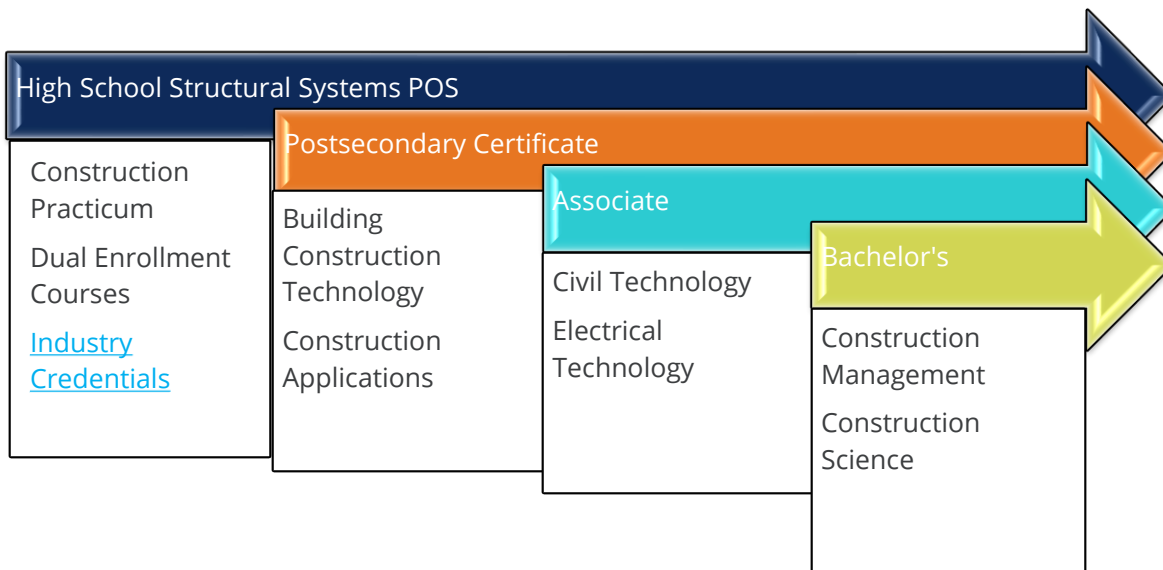 High School Structural Systems POS
Construction
Practicum
Dual Enrollment
Courses
Industry
Credentials
Postsecondary Certificate
Building
Construction
Technology
Construction
Applications
Associate
Civil Technology
Electrical
Technology
Bachelor's
Construction
Management
Construction
Science